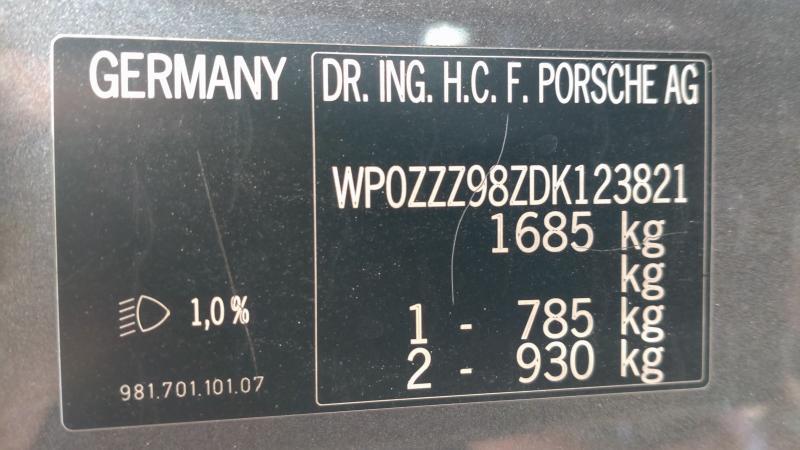 GERMANY
DR. ING. H.C. F. PORSCHE AG
WP0ZZZ98ZDK123821
1685 kg
kg
1 - 785 kg
2 - 930 kg
1,0%
981.701.101.07